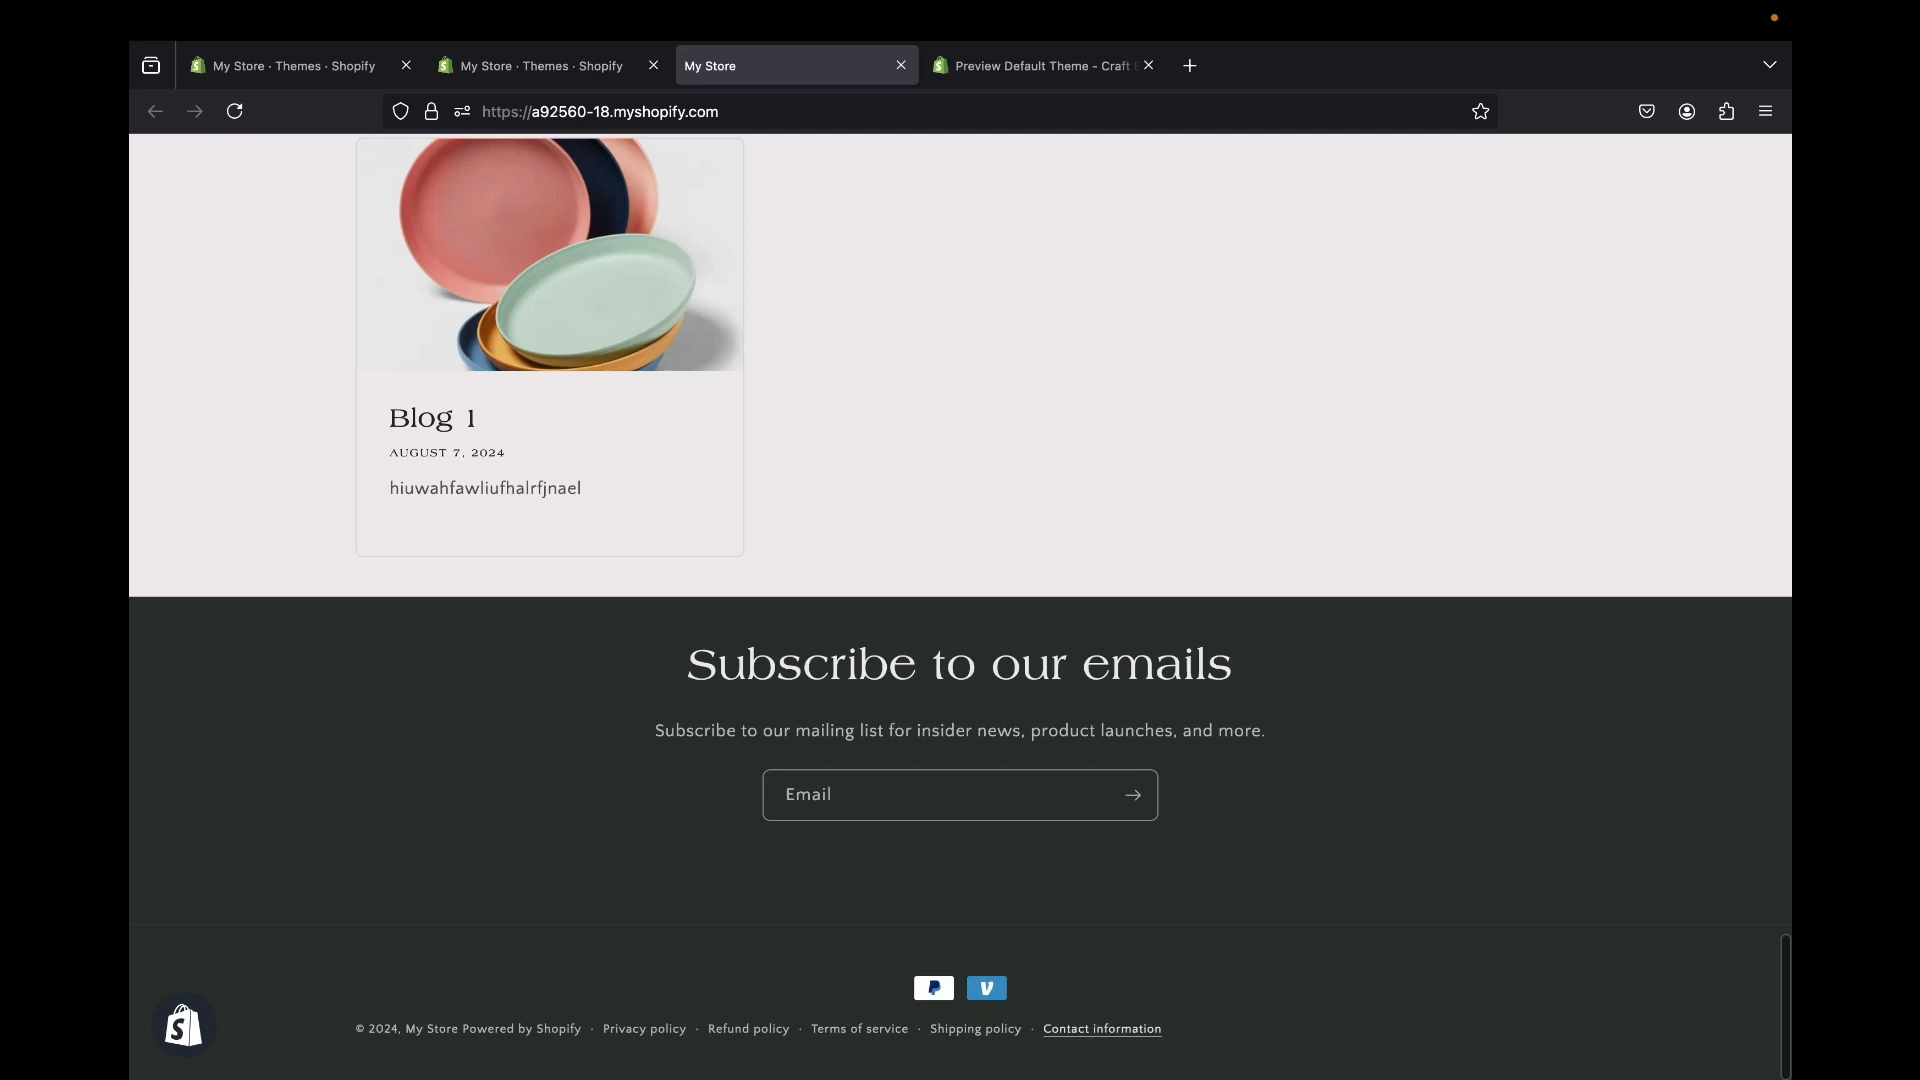 My Store · Themes · Shopify
My Store · Themes · Shopify
My Store
Preview Default Theme - Craft
https://a92560-18.myshopify.com
Blog 1
AUGUST 7, 2024
hiuwahfawliufhalrfjnael
Subscribe to our emails
Subscribe to our mailing list for insider news, product launches, and more.
Email
© 2024, My Store Powered by Shopify · Privacy policy · Refund policy · Terms of service · Shipping policy · Contact information